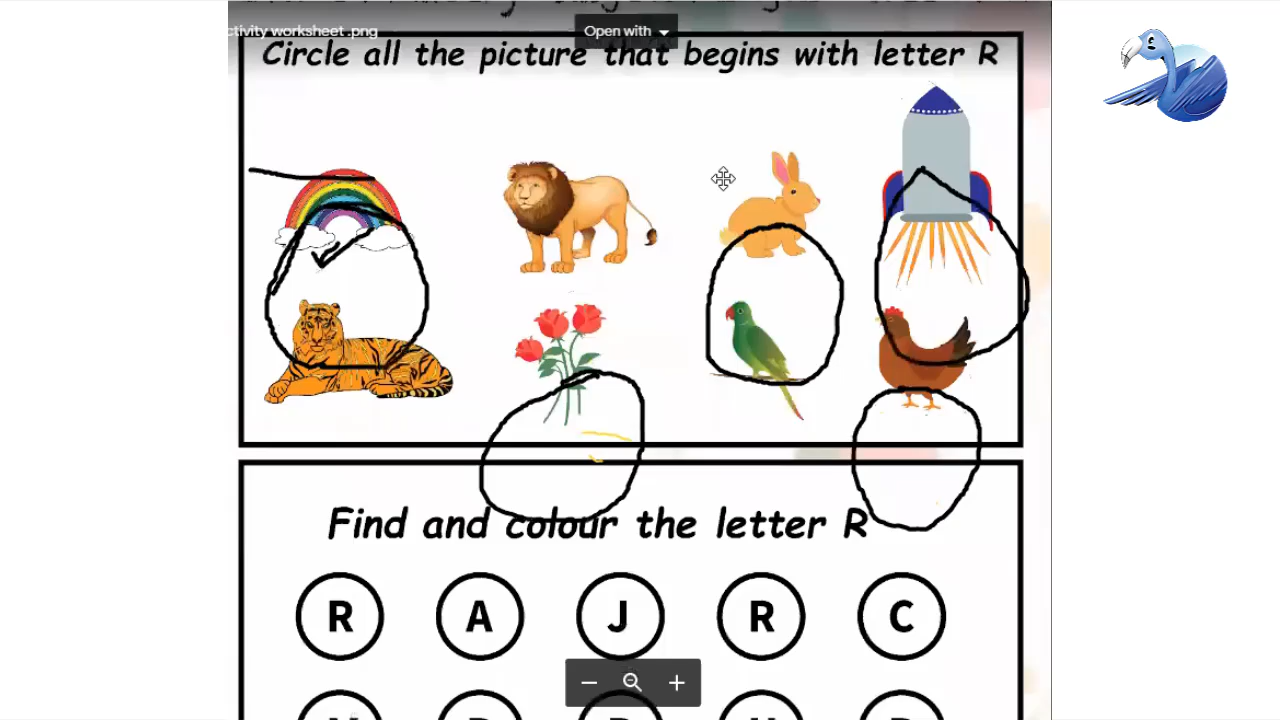 ctivity worksheet .png
Open with
Circle all the picture that begins with letter R
Find and colour the letter R
R A J R C